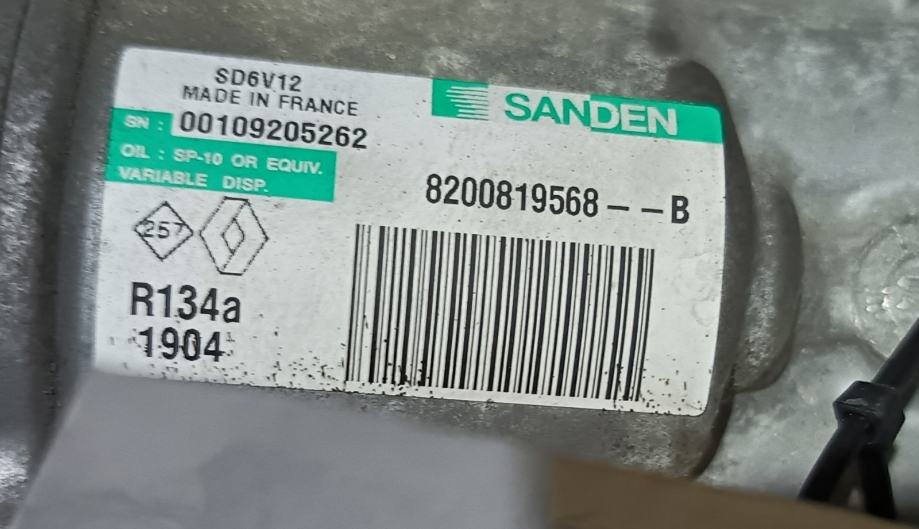 SD6V12
MADE IN FRANCE
SANDEN
SN : 00109205262
OIL : SP-10 OR EQUIV.
VARIABLE DISP.
8200819568 - - B
257
R134a
1904